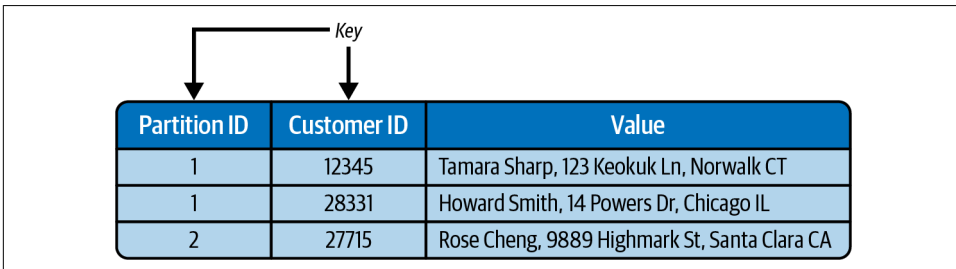 Key
Partition ID Customer ID Value
1 12345 Tamara Sharp, 123 Keokuk Ln, Norwalk CT
1 28331 Howard Smith, 14 Powers Dr, Chicago IL
2 27715 Rose Cheng, 9889 Highmark St, Santa Clara CA